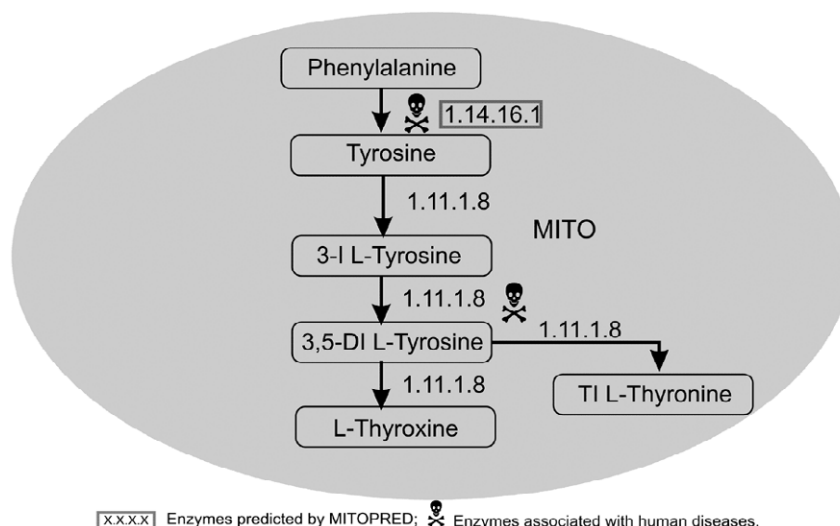 Phenylalanine
1.14.16.1
Tyrosine
1.11.1.8
MITO
3-I L-Tyrosine
1.11.1.8
1.11.1.8
3,5-DI L-Tyrosine
1.11.1.8
TI L-Thyronine
L-Thyroxine
X.X.X.X Enzymes predicted by MITOPRED; Enzymes associated with human diseases.